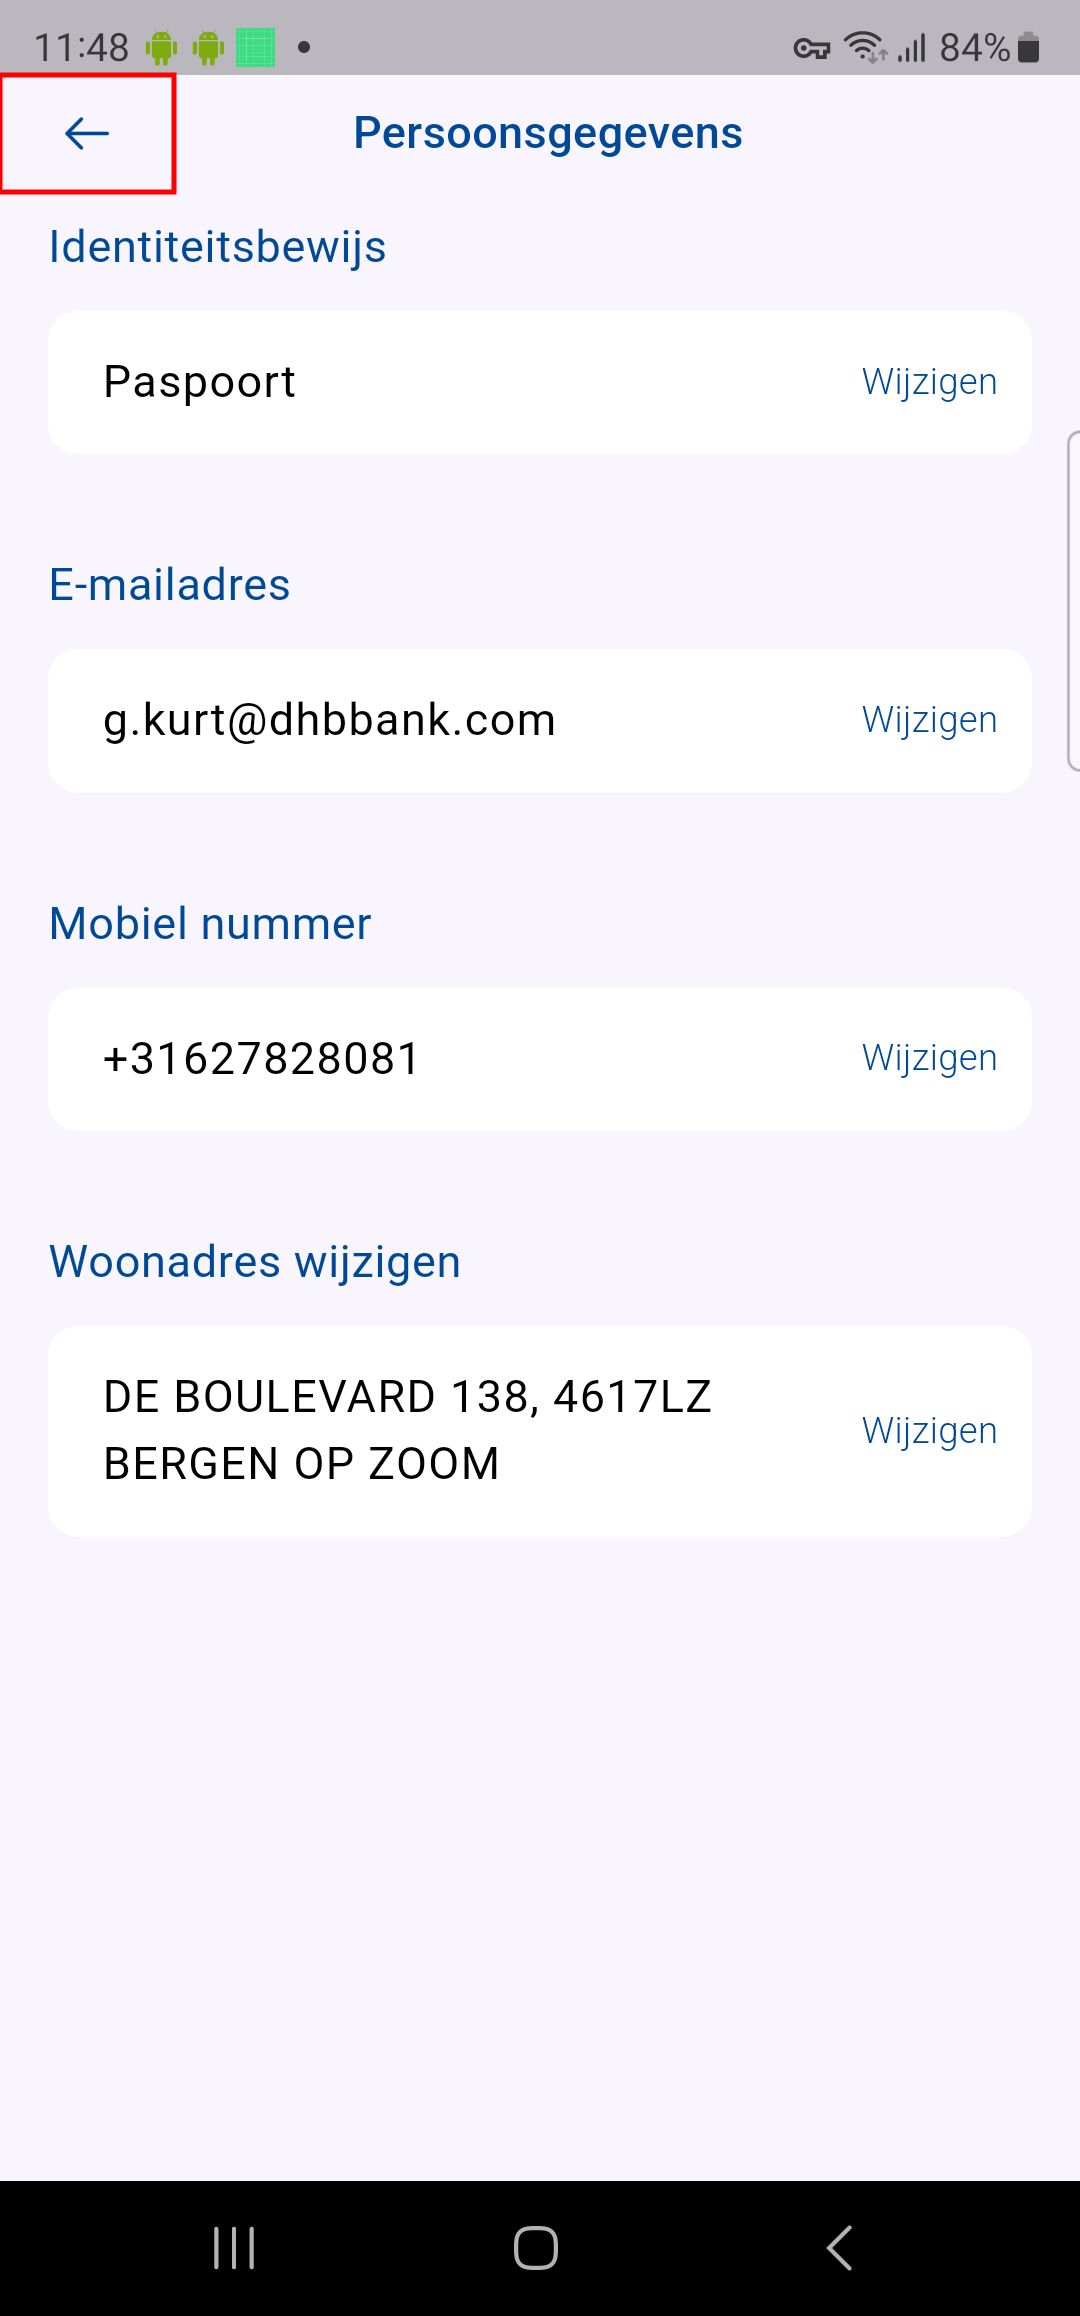 11:48
84%
Persoonsgegevens
Identiteitsbewijs
Paspoort
Wijzigen
E-mailadres
g.kurt@dhbbank.com
Wijzigen
Mobiel nummer
+31627828081
Wijzigen
Woonadres wijzigen
DE BOULEVARD 138, 4617LZ
BERGEN OP ZOOM
Wijzigen